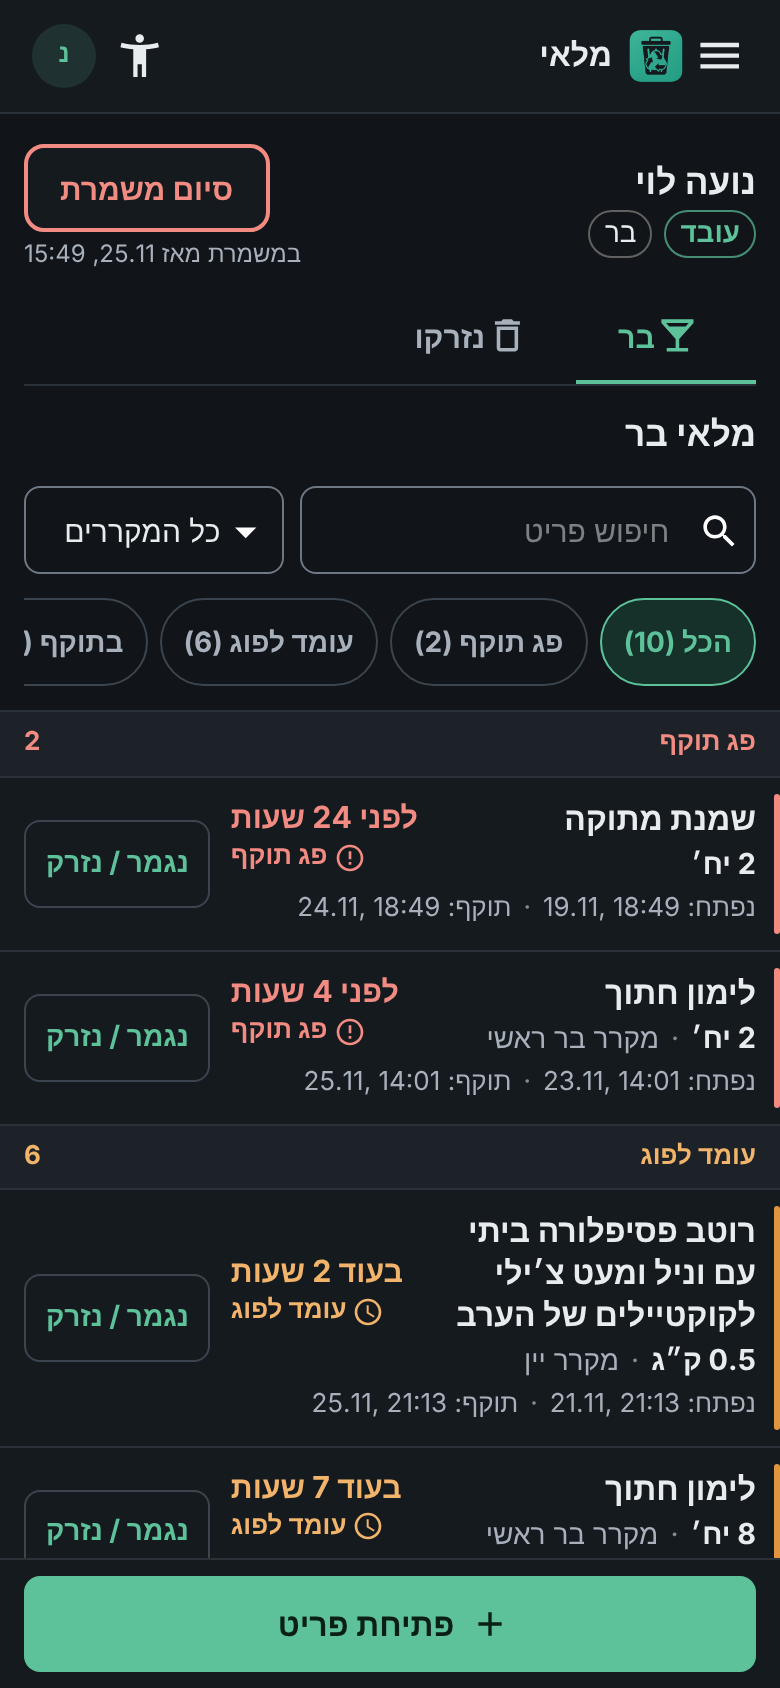 מלאי
נ
נועה לוי
עובד
בר
סיום משמרת
במשמרת מאז 25.11, 15:49
בר
נזרקו
מלאי בר
חיפוש פריט
כל המקררים
הכל (10)
פג תוקף (2)
עומד לפוג (6)
בתוקף (
פג תוקף
2
שמנת מתוקה
2 יח׳
נפתח: 19.11, 18:49 · תוקף: 24.11, 18:49
לפני 24 שעות
פג תוקף
נגמר / נזרק
לימון חתוך
2 יח׳ · מקרר בר ראשי
נפתח: 23.11, 14:01 · תוקף: 25.11, 14:01
לפני 4 שעות
פג תוקף
נגמר / נזרק
עומד לפוג
6
רוטב פסיפלורה ביתי
עם וניל ומעט צ׳ילי
לקוקטיילים של הערב
0.5 ק״ג · מקרר יין
נפתח: 21.11, 21:13 · תוקף: 25.11, 21:13
בעוד 2 שעות
עומד לפוג
נגמר / נזרק
לימון חתוך
8 יח׳ · מקרר בר ראשי
בעוד 7 שעות
עומד לפוג
נגמר / נזרק
פתיחת פריט